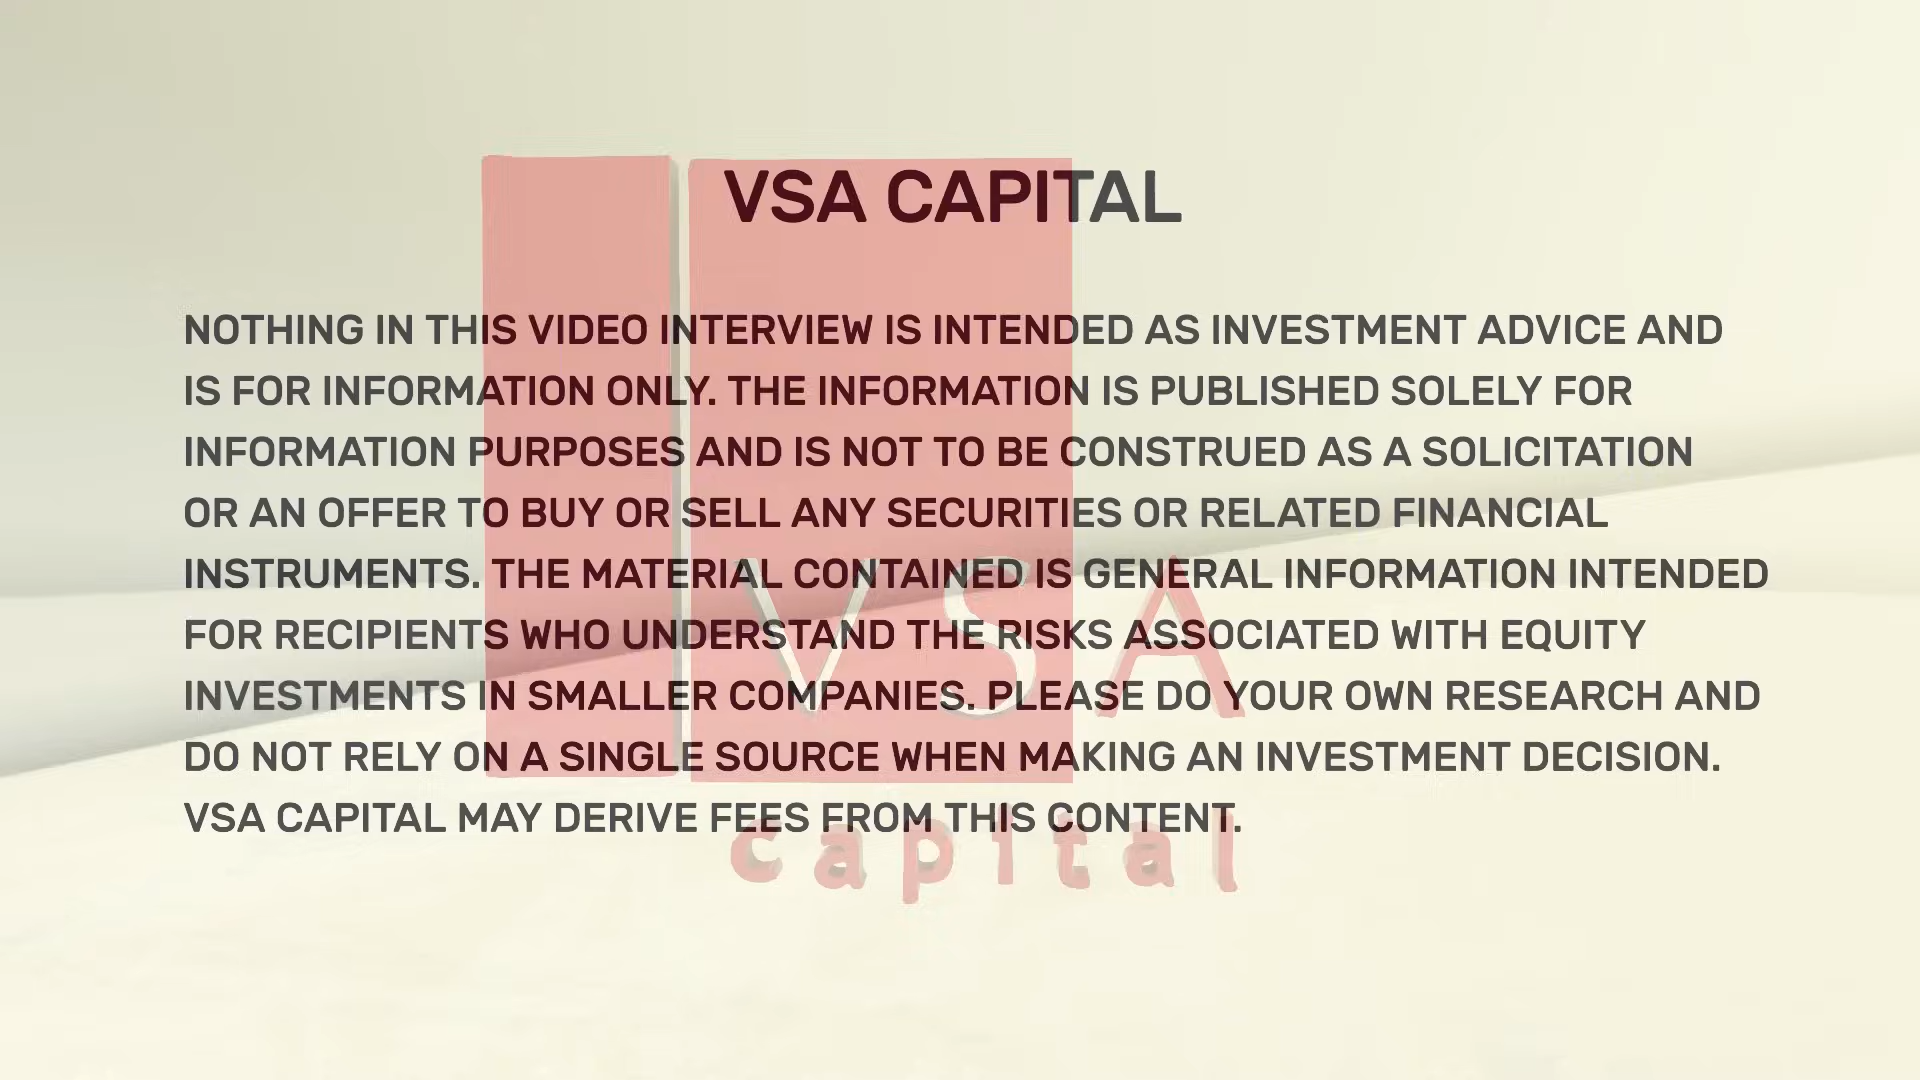 VSA CAPITAL
NOTHING IN THIS VIDEO INTERVIEW IS INTENDED AS INVESTMENT ADVICE AND
IS FOR INFORMATION ONLY. THE INFORMATION IS PUBLISHED SOLELY FOR
INFORMATION PURPOSES AND IS NOT TO BE CONSTRUED AS A SOLICITATION
OR AN OFFER TO BUY OR SELL ANY SECURITIES OR RELATED FINANCIAL
INSTRUMENTS. THE MATERIAL CONTAINED IS GENERAL INFORMATION INTENDED
FOR RECIPIENTS WHO UNDERSTAND THE RISKS ASSOCIATED WITH EQUITY
INVESTMENTS IN SMALLER COMPANIES. PLEASE DO YOUR OWN RESEARCH AND
DO NOT RELY ON A SINGLE SOURCE WHEN MAKING AN INVESTMENT DECISION.
VSA CAPITAL MAY DERIVE FEES FROM THIS CONTENT.
VSA
capital